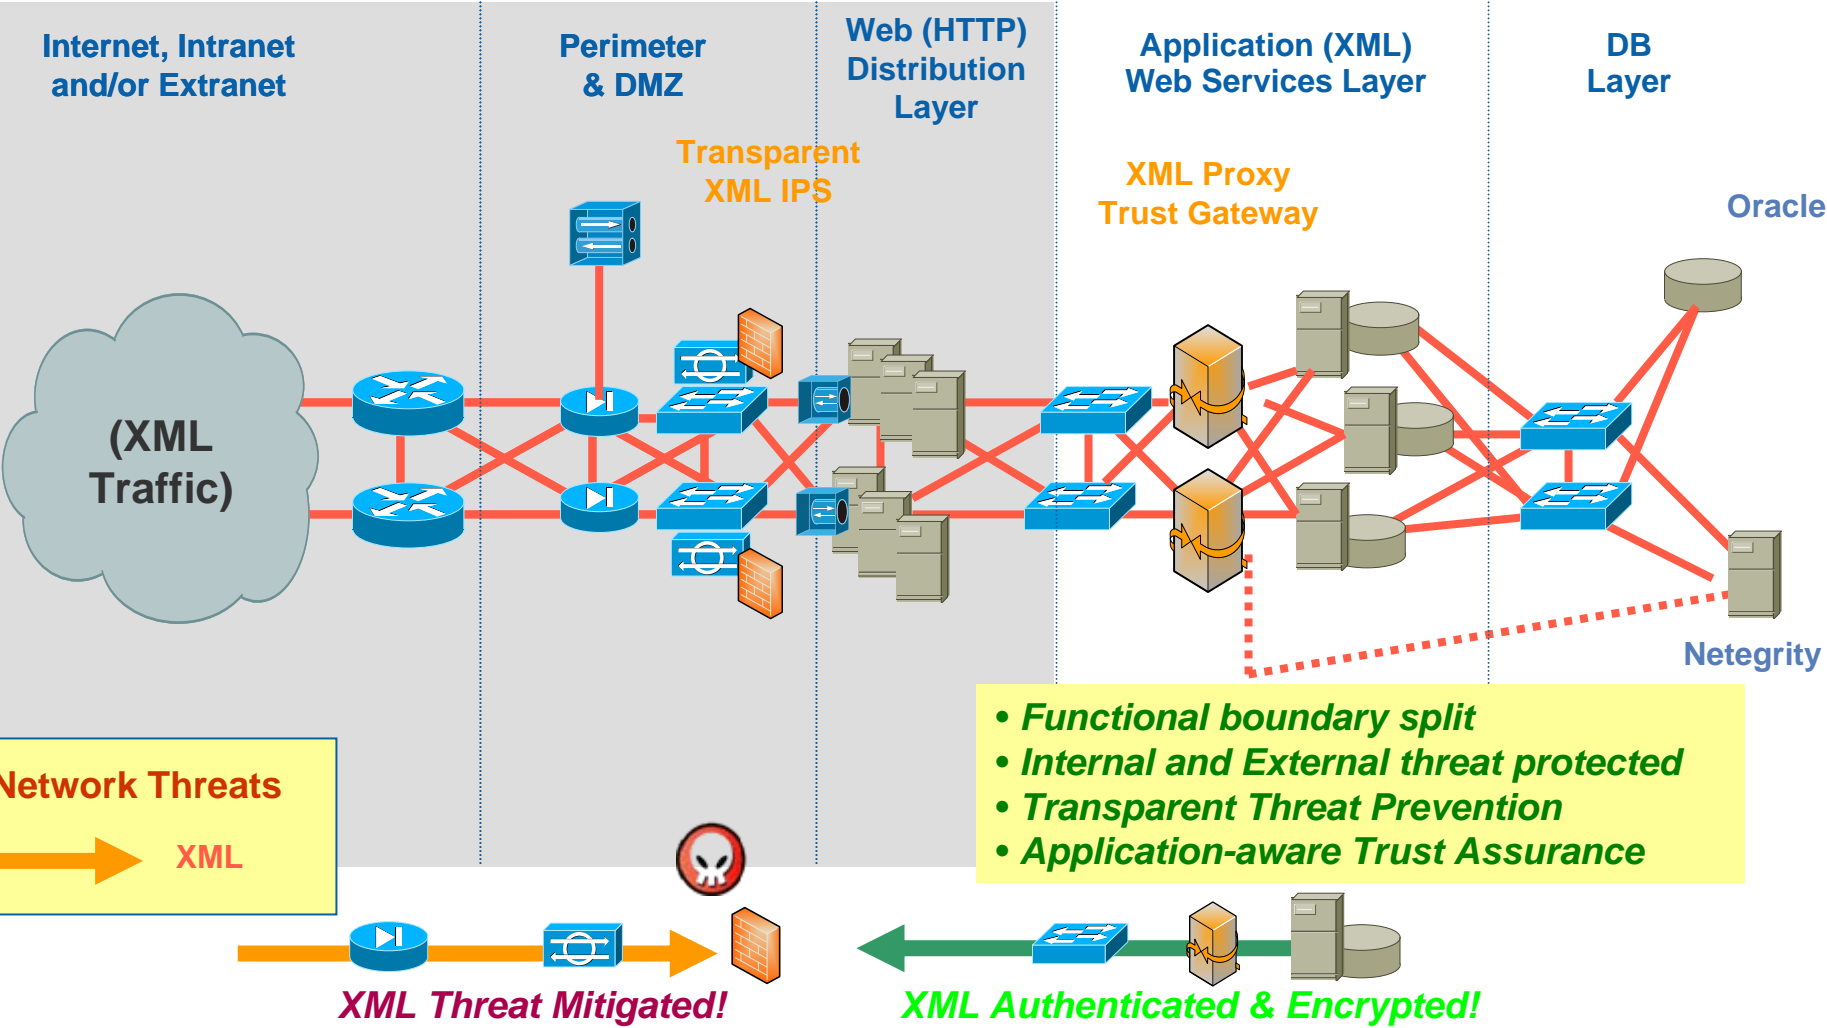 Internet, Intranet
and/or Extranet
Perimeter
& DMZ
Web (HTTP)
Distribution
Layer
Application (XML)
Web Services Layer
DB
Layer
Transparent
XML IPS
XML Proxy
Trust Gateway
Oracle
(XML
Traffic)
Netegrity
• Functional boundary split
• Internal and External threat protected
• Transparent Threat Prevention
• Application-aware Trust Assurance
Network Threats
XML
XML Threat Mitigated!
XML Authenticated & Encrypted!